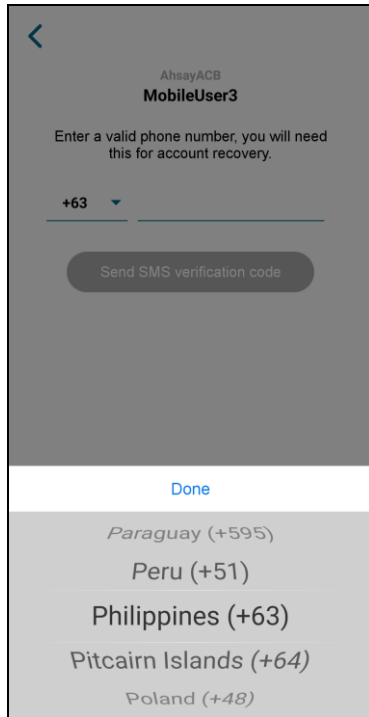 AhsayACB
MobileUser3
Enter a valid phone number, you will need
this for account recovery.
+63
Send SMS verification code
Done
Paraguay (+595)
Peru (+51)
Philippines (+63)
Pitcairn Islands (+64)
Poland (+48)